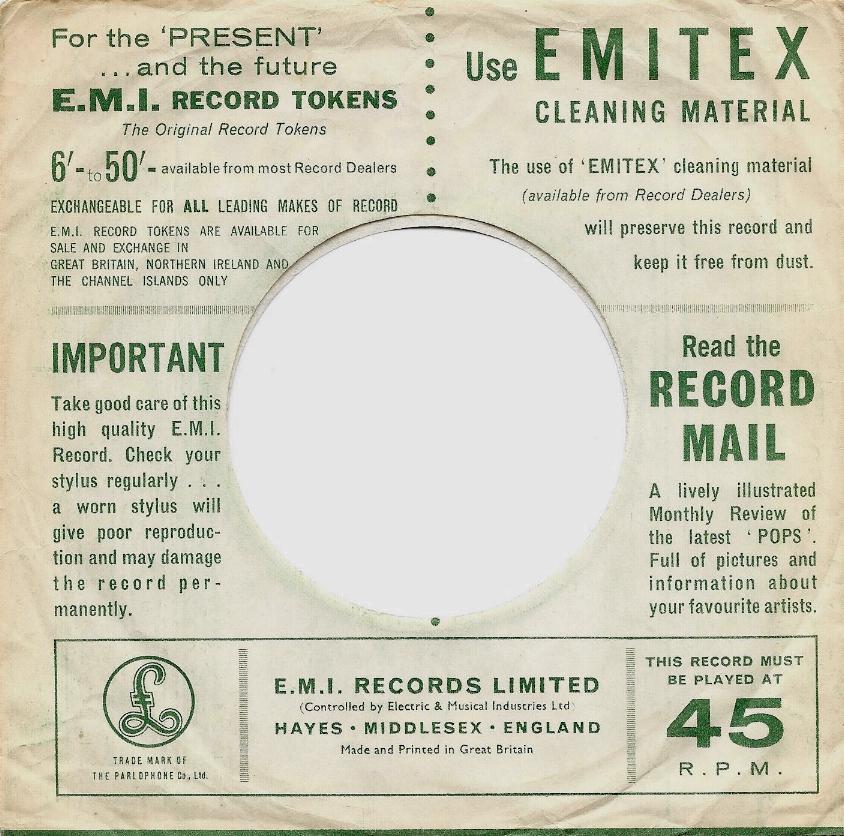 For the 'PRESENT'
...and the future
E.M.I. RECORD TOKENS
The Original Record Tokens
6/- to 50/- available from most Record Dealers
EXCHANGEABLE FOR ALL LEADING MAKES OF RECORD
E.M.I. RECORD TOKENS ARE AVAILABLE FOR
SALE AND EXCHANGE IN
GREAT BRITAIN, NORTHERN IRELAND AND
THE CHANNEL ISLANDS ONLY
Use EMITEX
CLEANING MATERIAL
The use of 'EMITEX' cleaning material
(available from Record Dealers)
will preserve this record and
keep it free from dust.
IMPORTANT
Take good care of this
high quality E.M.I.
Record. Check your
stylus regularly . . .
a worn stylus will
give poor reproduc-
tion and may damage
the record per-
manently.
Read the
RECORD
MAIL
A lively illustrated
Monthly Review of
the latest 'POPS'.
Full of pictures and
information about
your favourite artists.
£
TRADE MARK OF
THE PARLOPHONE Co., Ltd.
E.M.I. RECORDS LIMITED
(Controlled by Electric & Musical Industries Ltd)
HAYES · MIDDLESEX · ENGLAND
Made and Printed in Great Britain
THIS RECORD MUST
BE PLAYED AT
45
R.P.M.